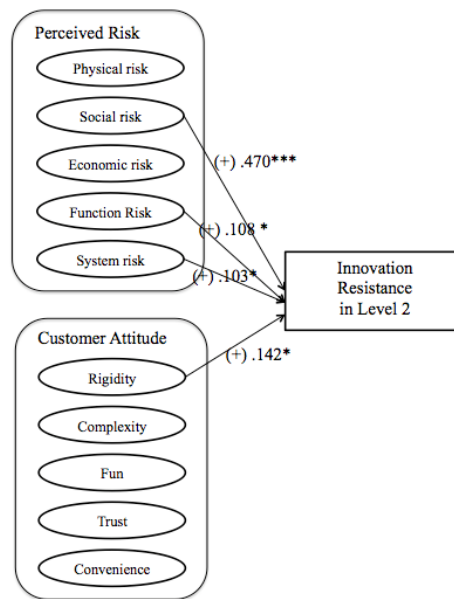 Perceived Risk
Physical risk
Social risk
Economic risk
(+) .470***
Function Risk
(+) .108 *
System risk
(+) .103*
Innovation
Resistance
in Level 2
Customer Attitude
(+) .142*
Rigidity
Complexity
Fun
Trust
Convenience